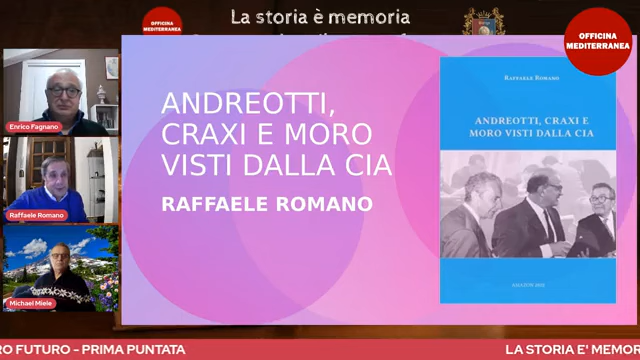 La storia è memoria
OFFICINA
MEDITERRANEA
OFFICINA
MEDITERRANEA
Enrico Fagnano
Raffaele Romano
Michael Miele
ANDREOTTI,
CRAXI E MORO
VISTI DALLA CIA
RAFFAELE ROMANO
RAFFAELE ROMANO
ANDREOTTI, CRAXI E
MORO VISTI DALLA CIA
RO FUTURO - PRIMA PUNTATA
LA STORIA E' MEMOR